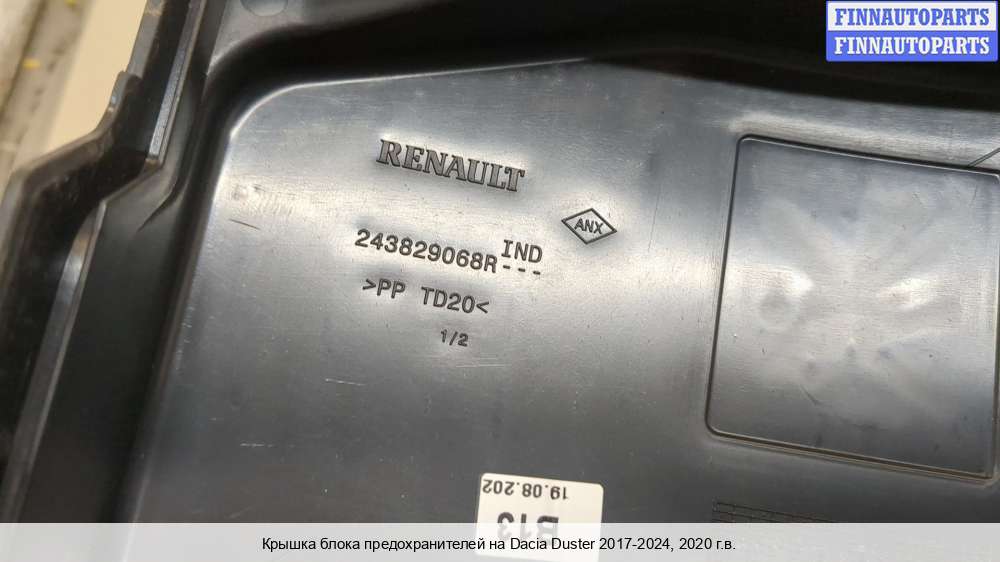 FINNAUTOPARTS
FINNAUTOPARTS
RENAULT
ANX
243829068R IND
---
>PP TD20<
1/2
19.08.202
B13
Крышка блока предохранителей на Dacia Duster 2017-2024, 2020 г.в.